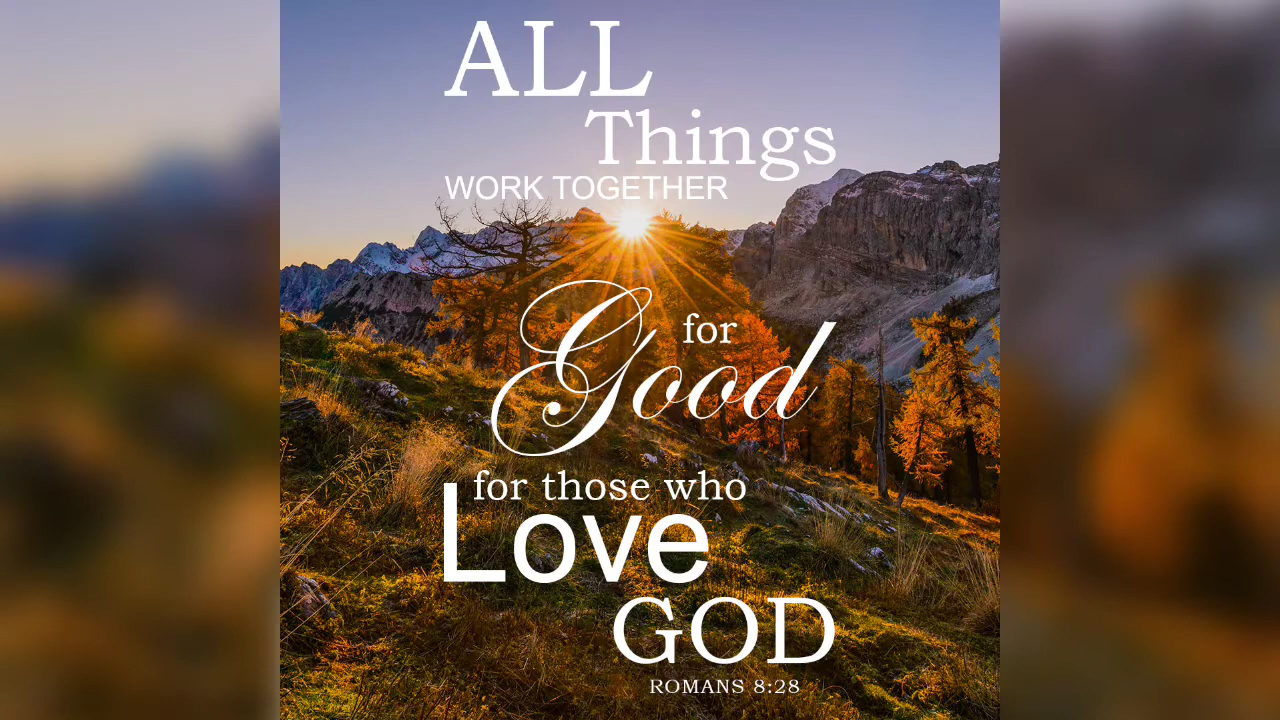 ALL
Things
WORK TOGETHER
for
Good
for those who
Love
GOD
ROMANS 8:28